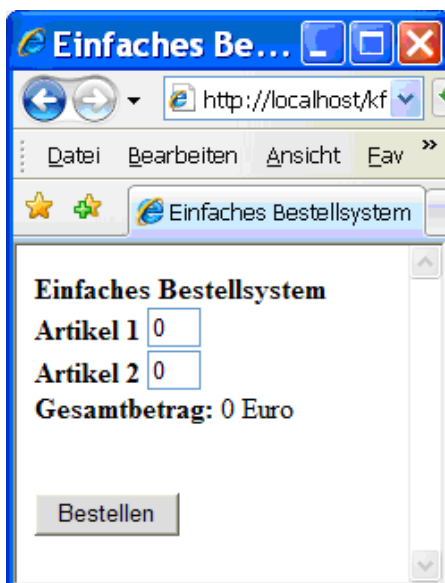 Einfaches Be...
http://localhost/kf
Datei Bearbeiten Ansicht Fav »
Einfaches Bestellsystem
Einfaches Bestellsystem
Artikel 1 0
Artikel 2 0
Gesamtbetrag: 0 Euro
Bestellen